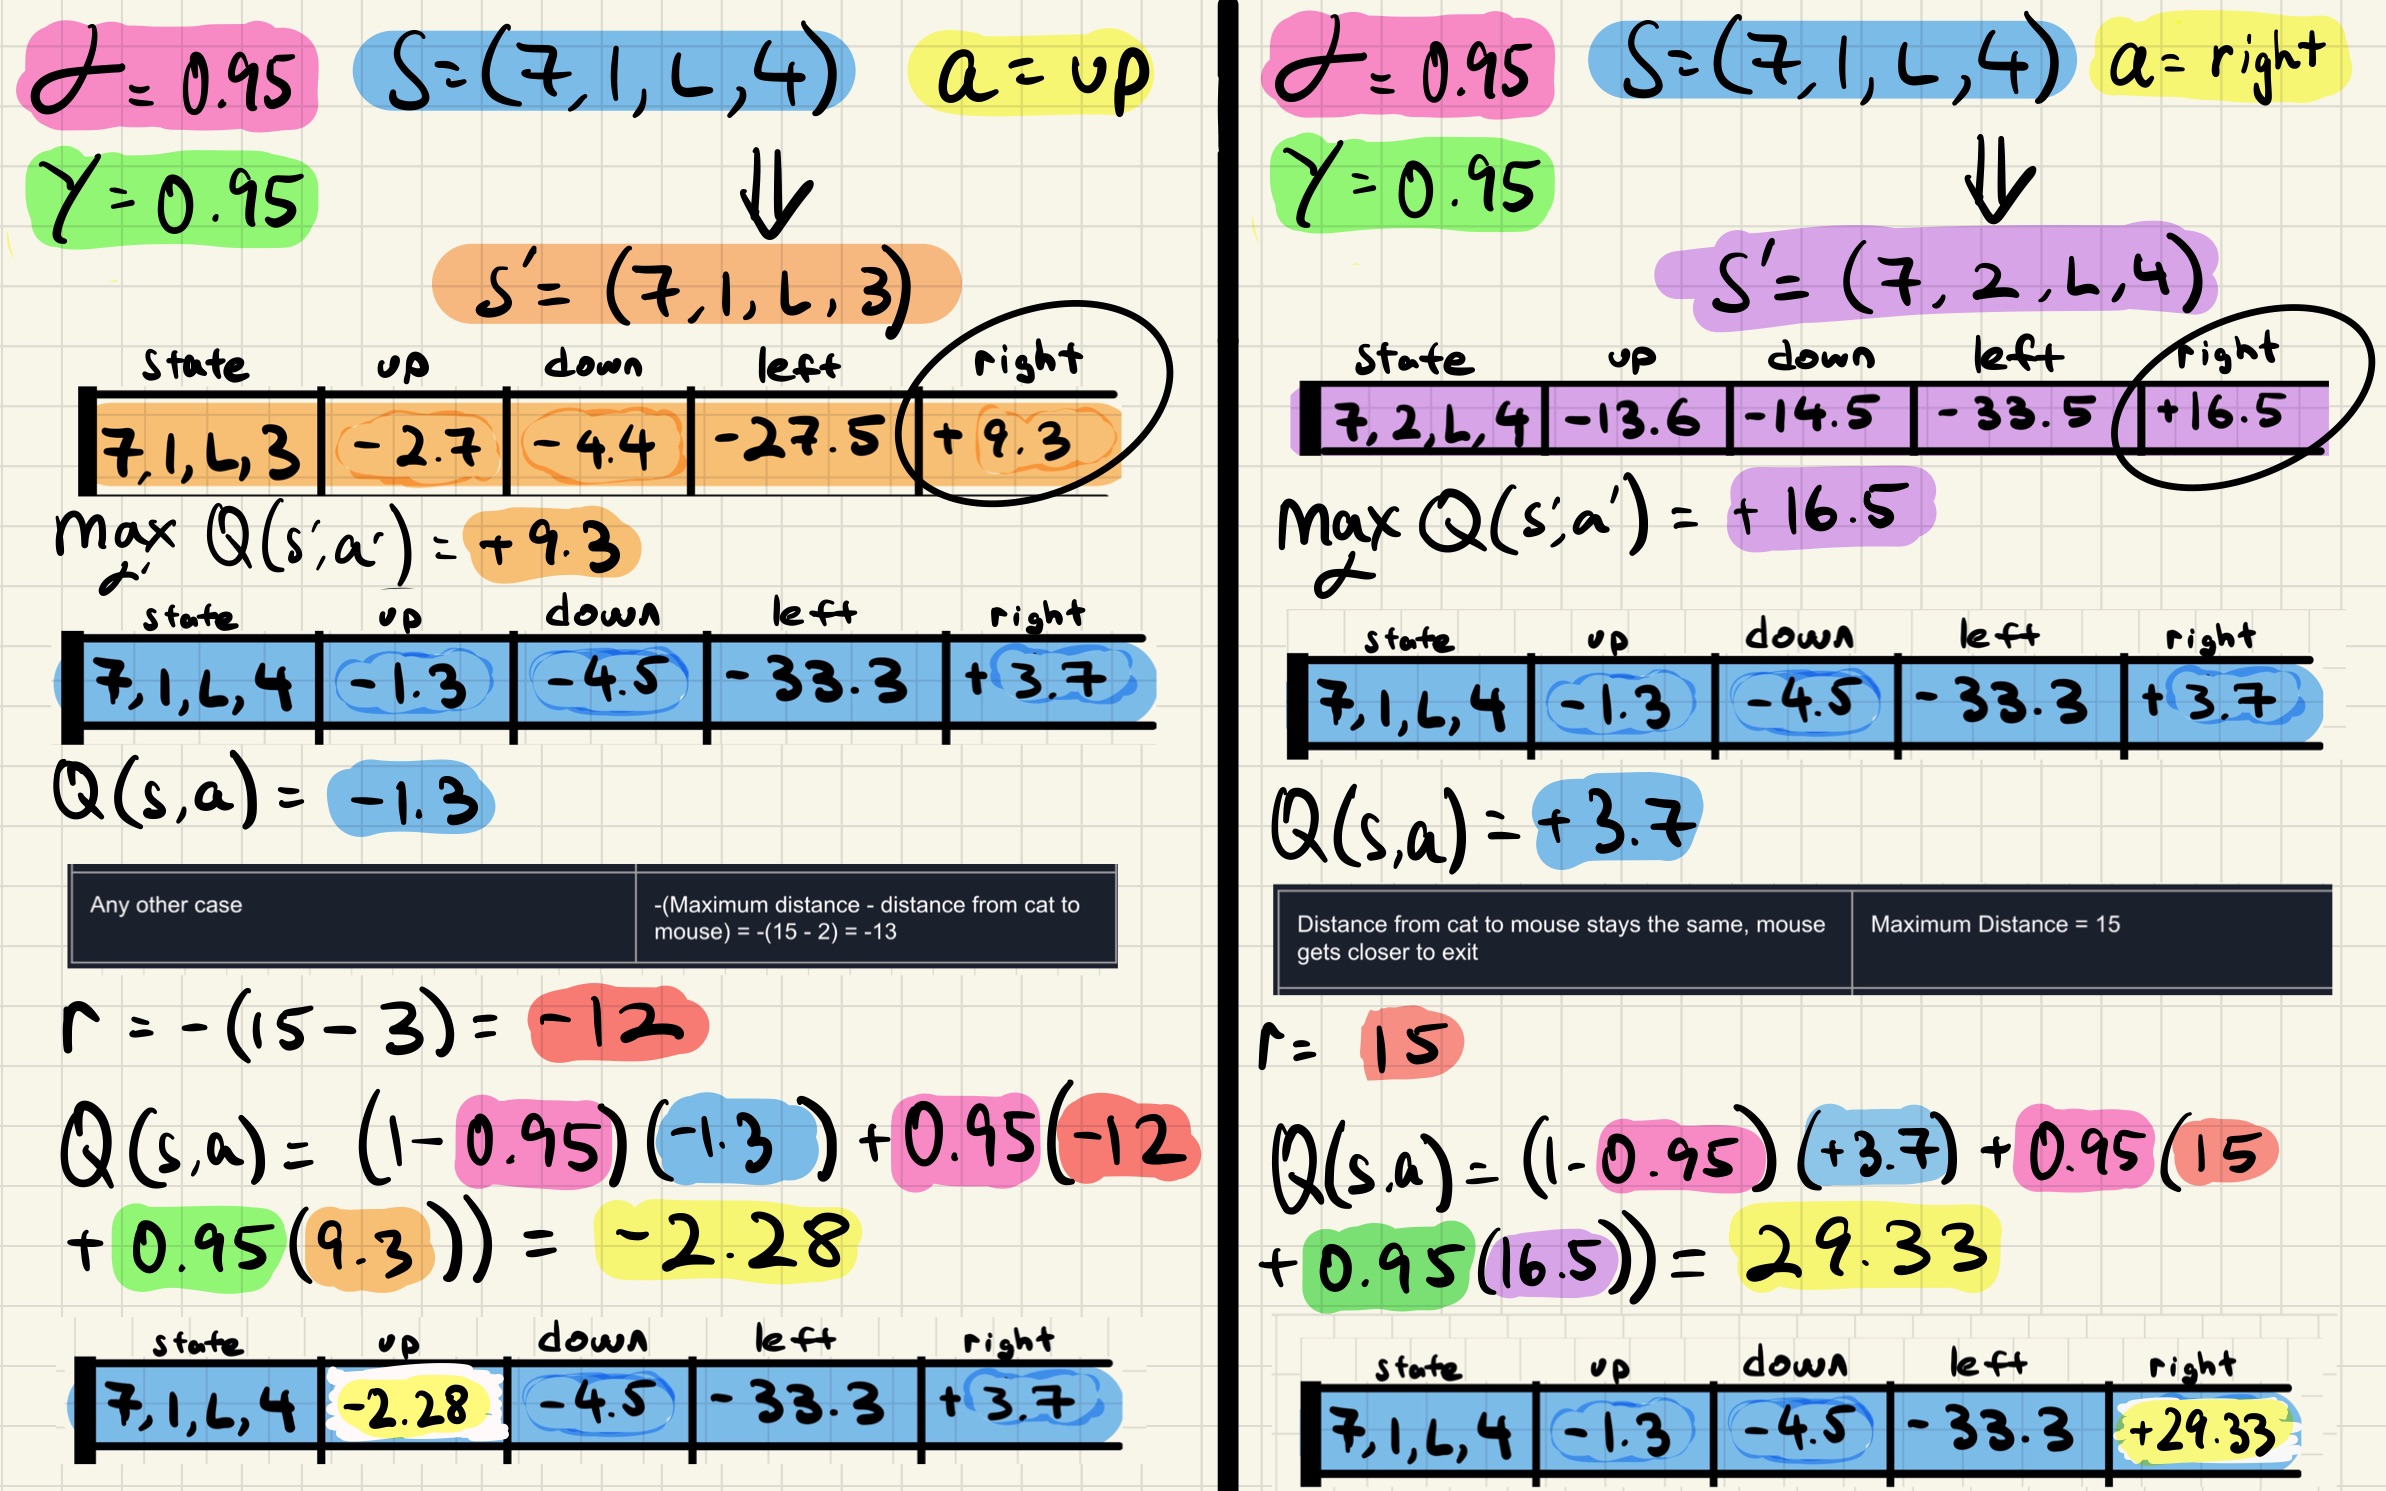 α = 0.95 S=(7,1,L,4) a = up
γ = 0.95
s' = (7,1,L,3)
state up down left right
7,1,L,3 -2.7 -4.4 -27.5 +9.3
max Q(s',a') = +9.3
α'
state up down left right
7,1,L,4 -1.3 -4.5 -33.3 +3.7
Q(s,a) = -1.3
Any other case
-(Maximum distance - distance from cat to
mouse) = -(15 - 2) = -13
r = -(15-3) = -12
Q(s,a) = (1-0.95)(-1.3) + 0.95(-12
+ 0.95(9.3)) = -2.28
state up down left right
7,1,L,4 -2.28 -4.5 -33.3 +3.7
α = 0.95 S=(7,1,L,4) a = right
γ = 0.95
S' = (7,2,L,4)
state up down left right
7,2,L,4 -13.6 -14.5 -33.5 +16.5
max Q(s',a') = +16.5
α
state up down left right
7,1,L,4 -1.3 -4.5 -33.3 +3.7
Q(s,a) = +3.7
Distance from cat to mouse stays the same, mouse
gets closer to exit
Maximum Distance = 15
r = 15
Q(s,a) = (1-0.95)(+3.7) + 0.95(15
+ 0.95(16.5)) = 29.33
state up down left right
7,1,L,4 -1.3 -4.5 -33.3 +29.33